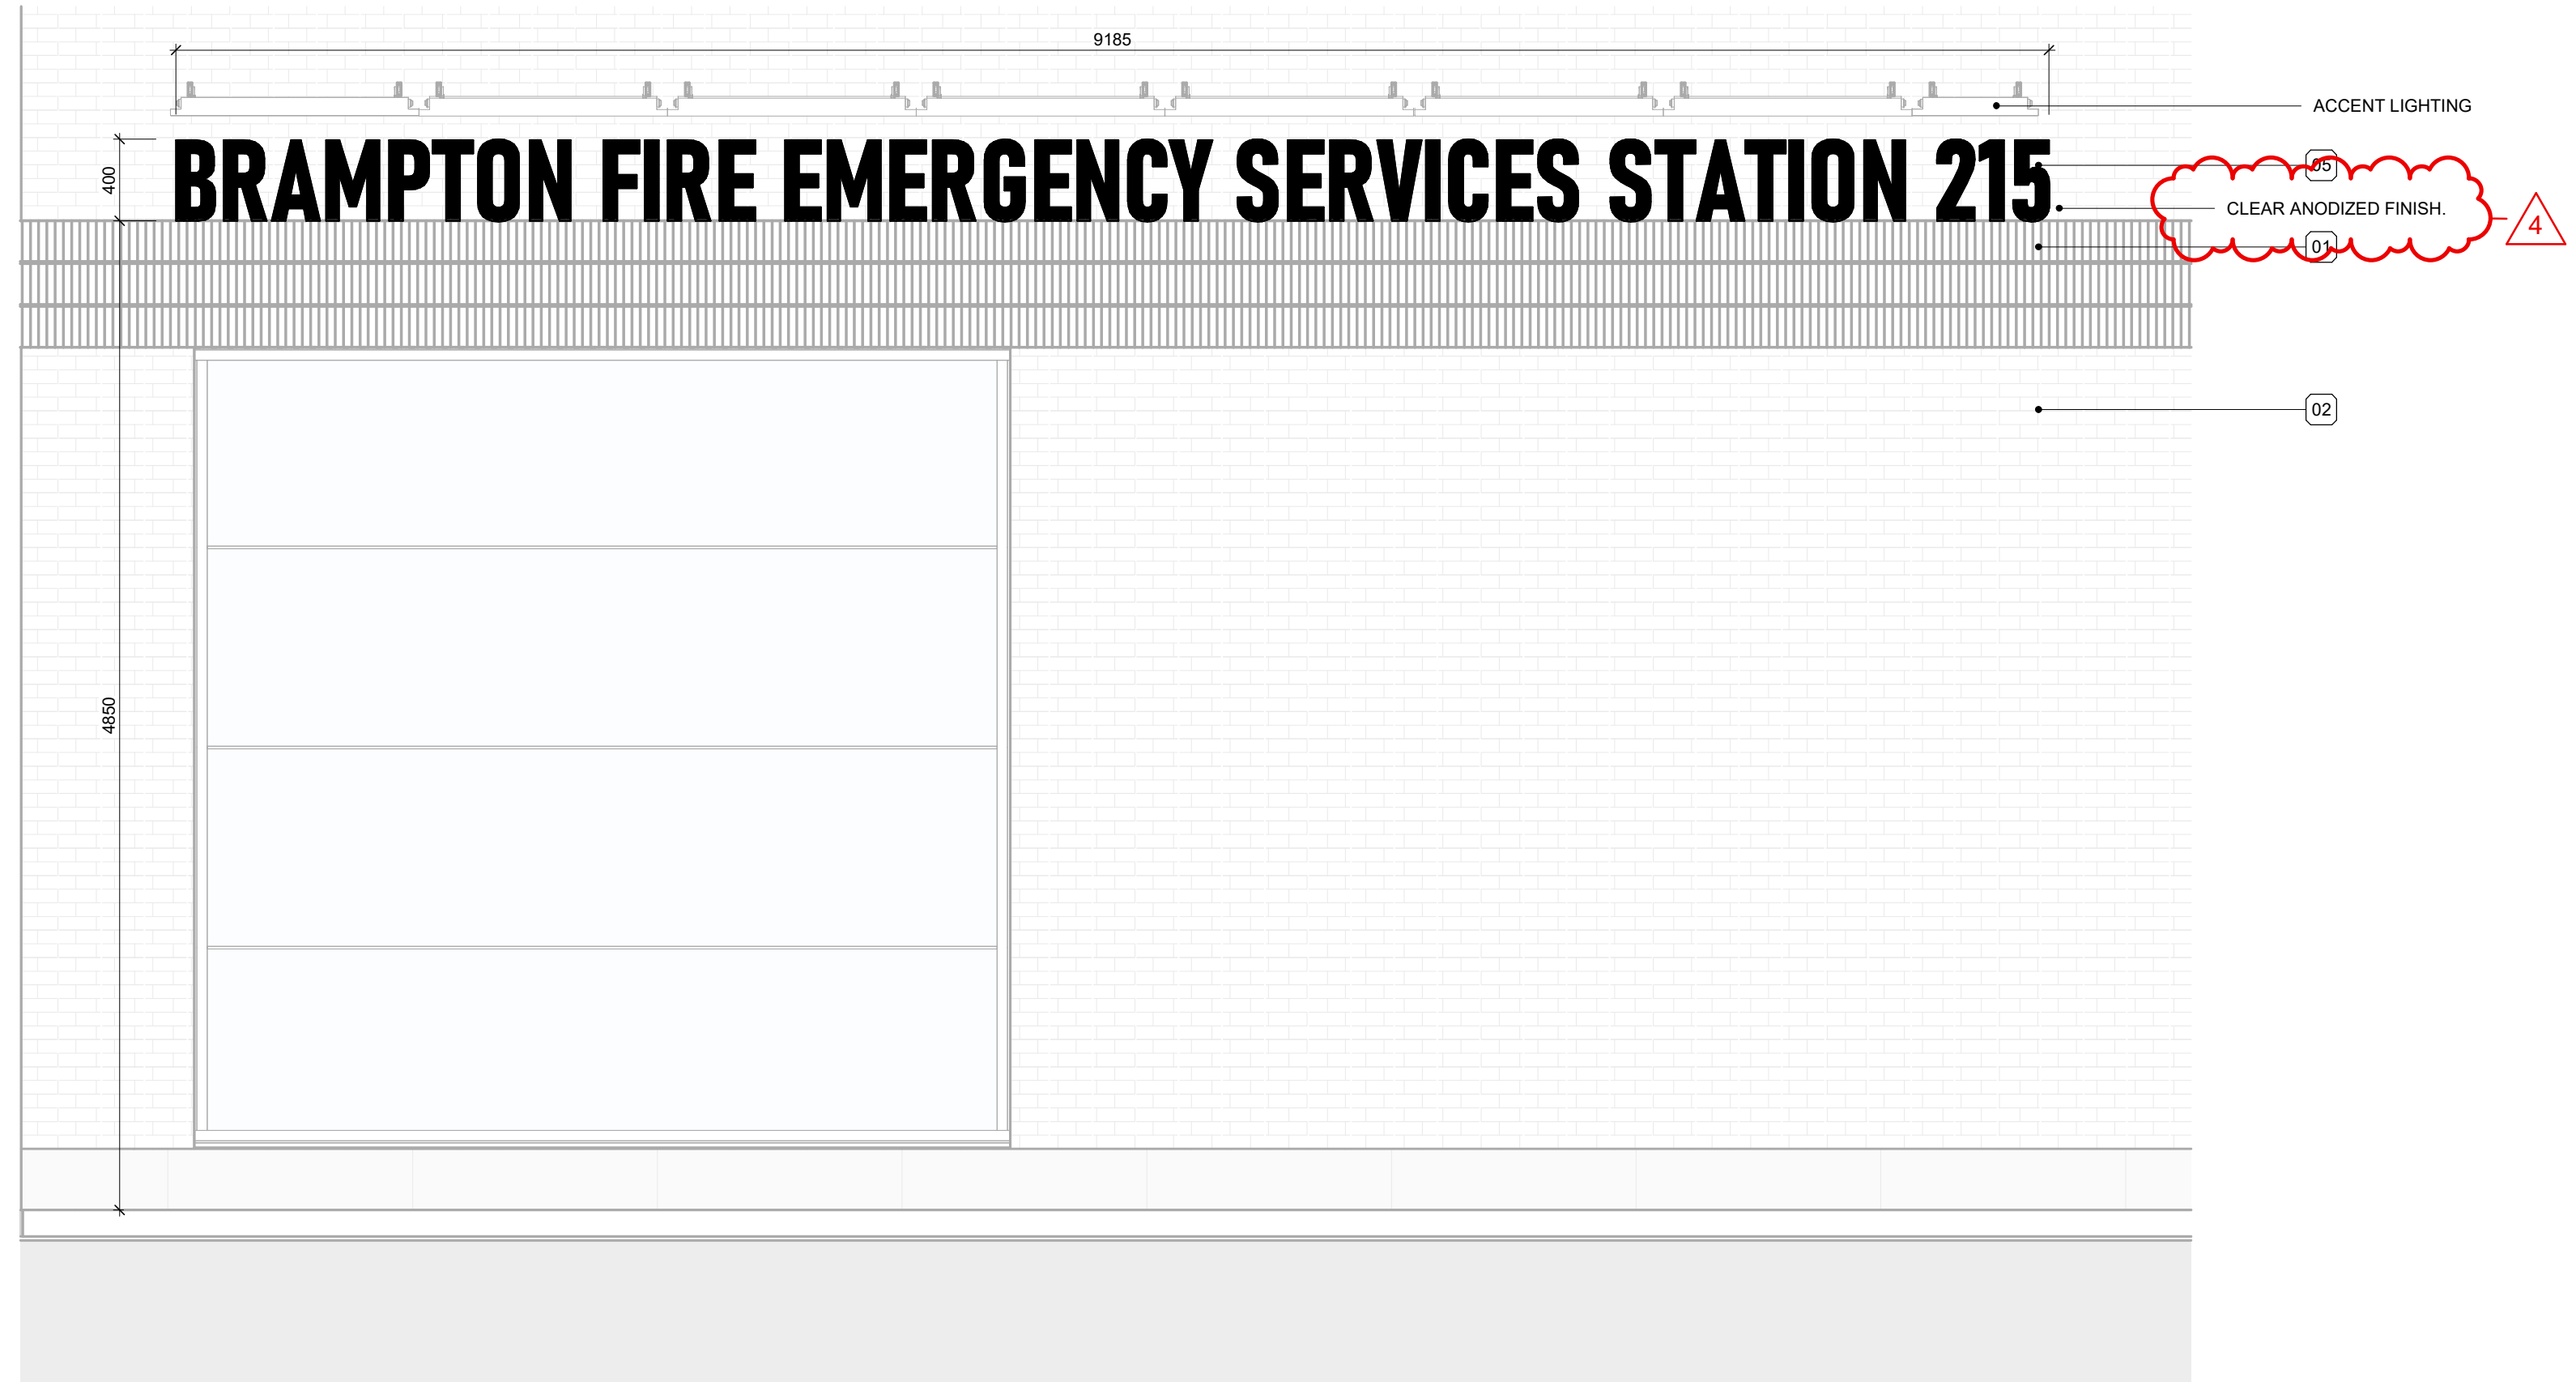 9185
ACCENT LIGHTING
400
BRAMPTON FIRE EMERGENCY SERVICES STATION 215
05
CLEAR ANODIZED FINISH.
4
01
02
4850